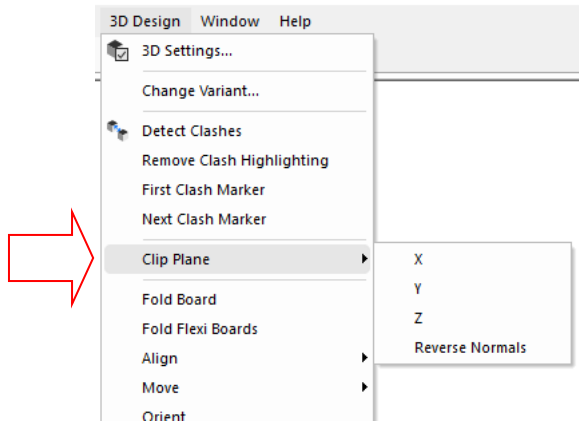 3D Design Window Help
3D Settings...
Change Variant...
Detect Clashes
Remove Clash Highlighting
First Clash Marker
Next Clash Marker
Clip Plane
X
Y
Z
Reverse Normals
Fold Board
Fold Flexi Boards
Align
Move
Orient